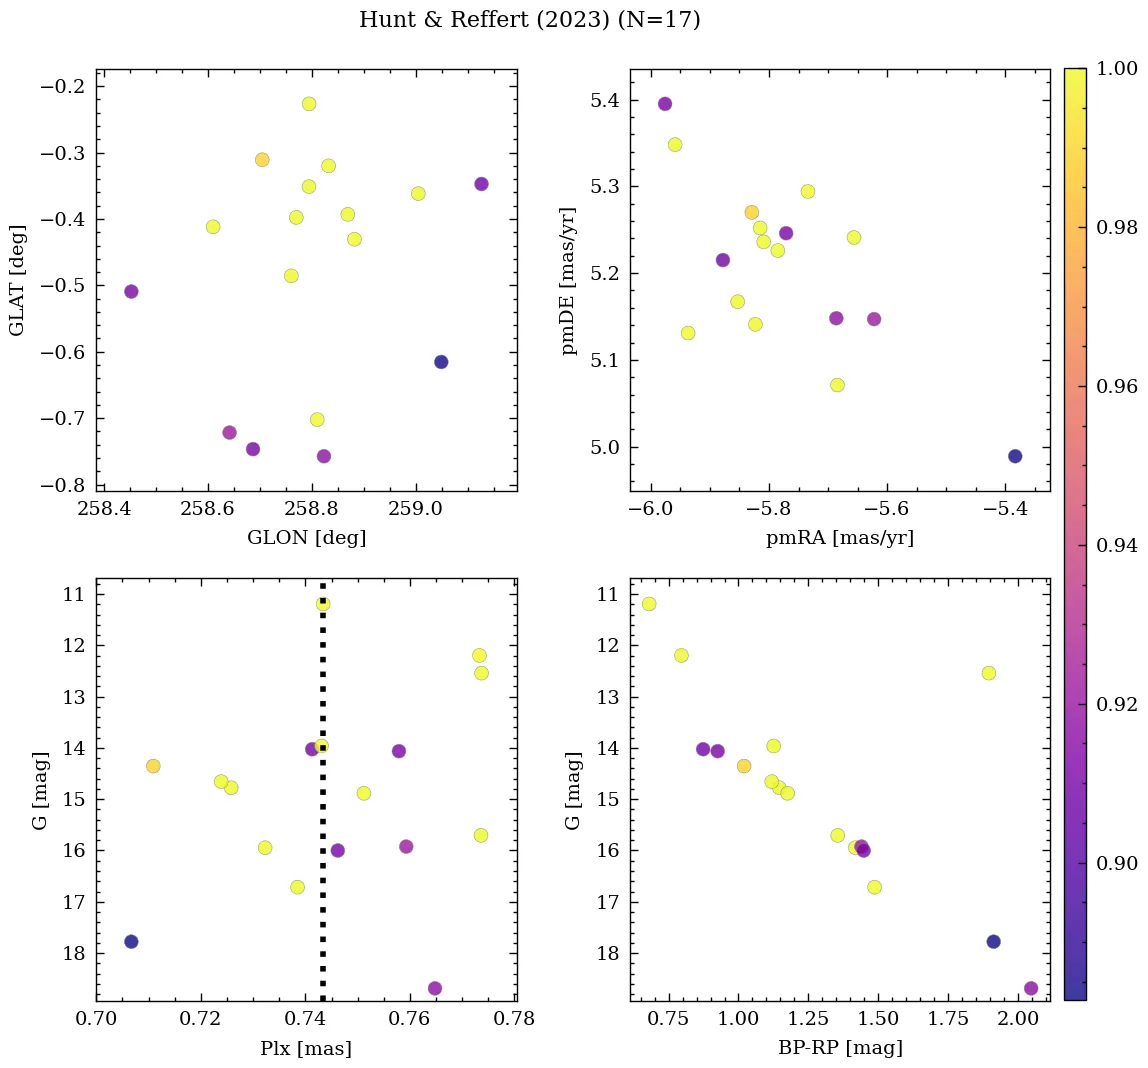 Hunt & Reffert (2023) (N=17)
−0.2
−0.3
−0.4
−0.5
−0.6
−0.7
−0.8
GLAT [deg]
258.4 258.6 258.8 259.0
GLON [deg]
5.4
5.3
5.2
5.1
5.0
pmDE [mas/yr]
−6.0 −5.8 −5.6 −5.4
pmRA [mas/yr]
11
12
13
14
15
16
17
18
G [mag]
0.70 0.72 0.74 0.76 0.78
Plx [mas]
11
12
13
14
15
16
17
18
G [mag]
0.75 1.00 1.25 1.50 1.75 2.00
BP-RP [mag]
1.00
0.98
0.96
0.94
0.92
0.90